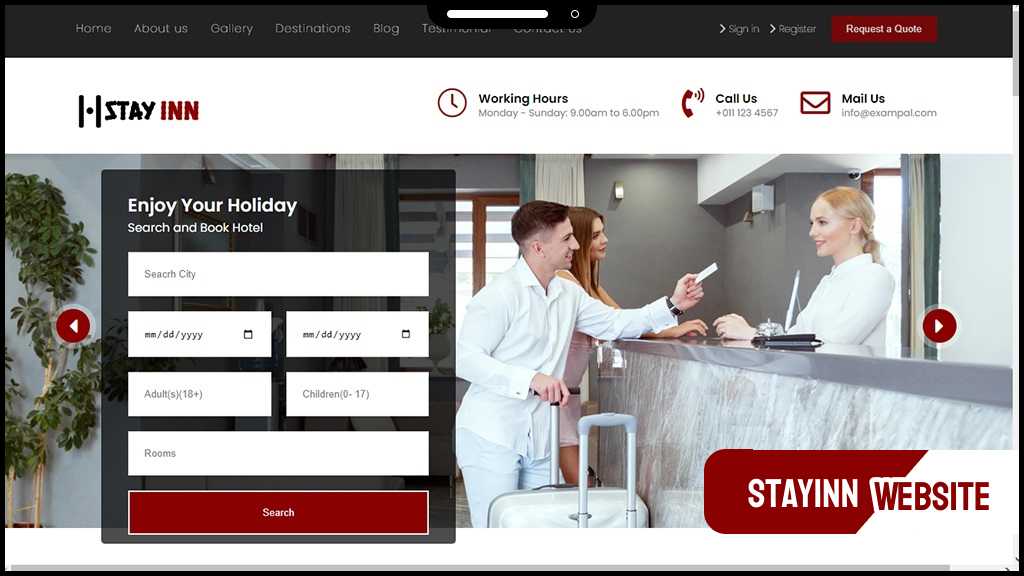 Home About us Gallery Destinations Blog Testimonial Contact us Sign in Register Request a Quote
STAY INN
Working Hours
Monday - Sunday: 9.00am to 6.00pm
Call Us
+011 123 4567
Mail Us
info@exampal.com
Enjoy Your Holiday
Search and Book Hotel
Seacrh City
mm/dd/yyyy mm/dd/yyyy
Adult(s)(18+) Children(0- 17)
Rooms
Search
STAYINN WEBSITE